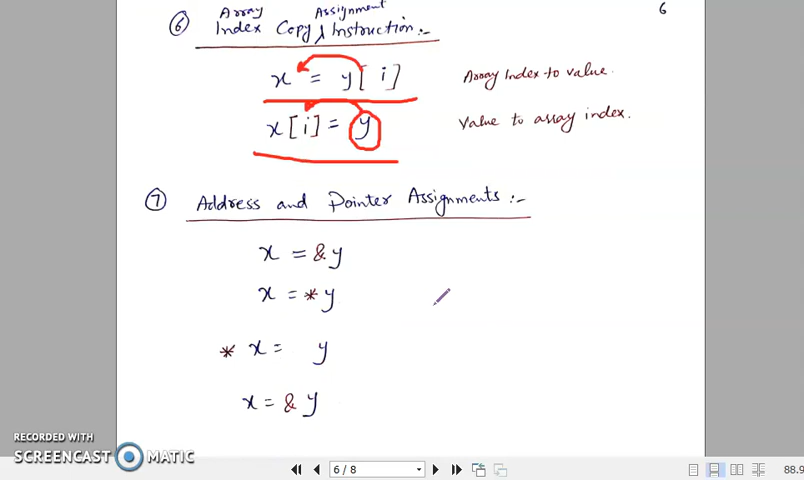 6
Array Assignment
⑥ Index Copy Instruction :-
x = y[i] Array Index to value.
x[i] = y Value to array index.
⑦ Address and Pointer Assignments :-
x = &y
x = *y
* x = y
x = & y
RECORDED WITH
SCREENCAST MATIC
6 / 8
88.9